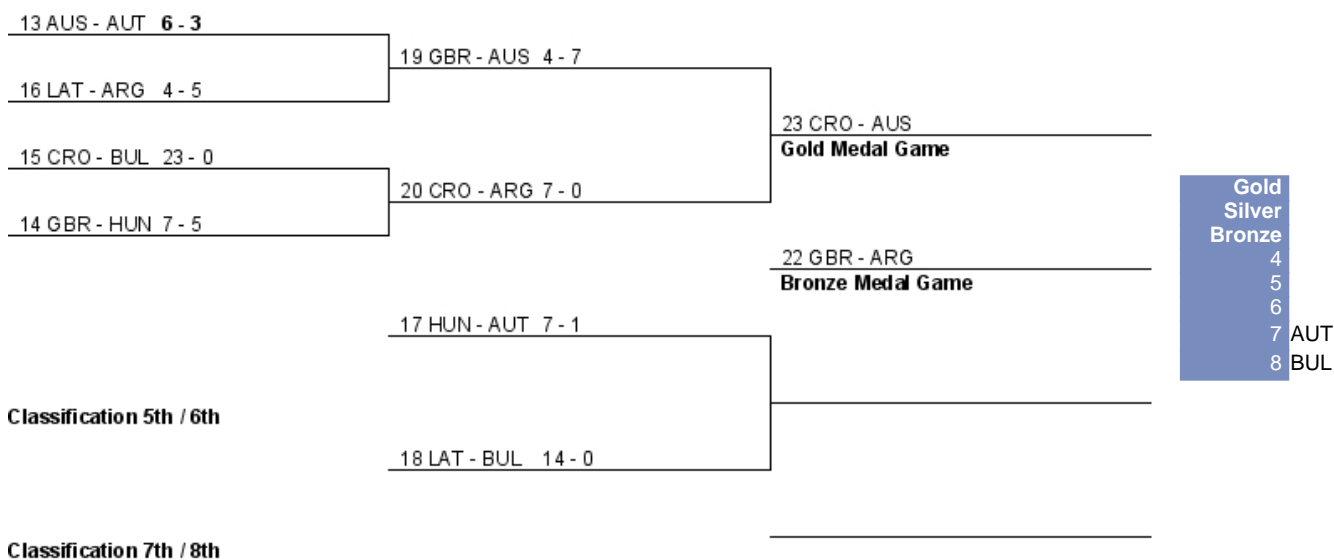 13 AUS - AUT 6 - 3
19 GBR - AUS 4 - 7
16 LAT - ARG 4 - 5
23 CRO - AUS
Gold Medal Game
15 CRO - BUL 23 - 0
20 CRO - ARG 7 - 0
14 GBR - HUN 7 - 5
22 GBR - ARG
Bronze Medal Game
17 HUN - AUT 7 - 1
Classification 5th / 6th
18 LAT - BUL 14 - 0
Classification 7th / 8th
Gold
Silver
Bronze
4
5
6
7 AUT
8 BUL